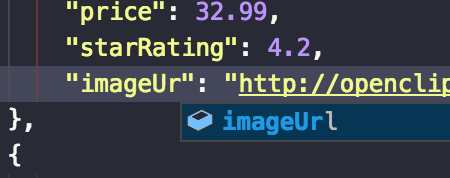 "price": 32.99,
"starRating": 4.2,
"imageUr": "http://openclip
},
imageUrl
{